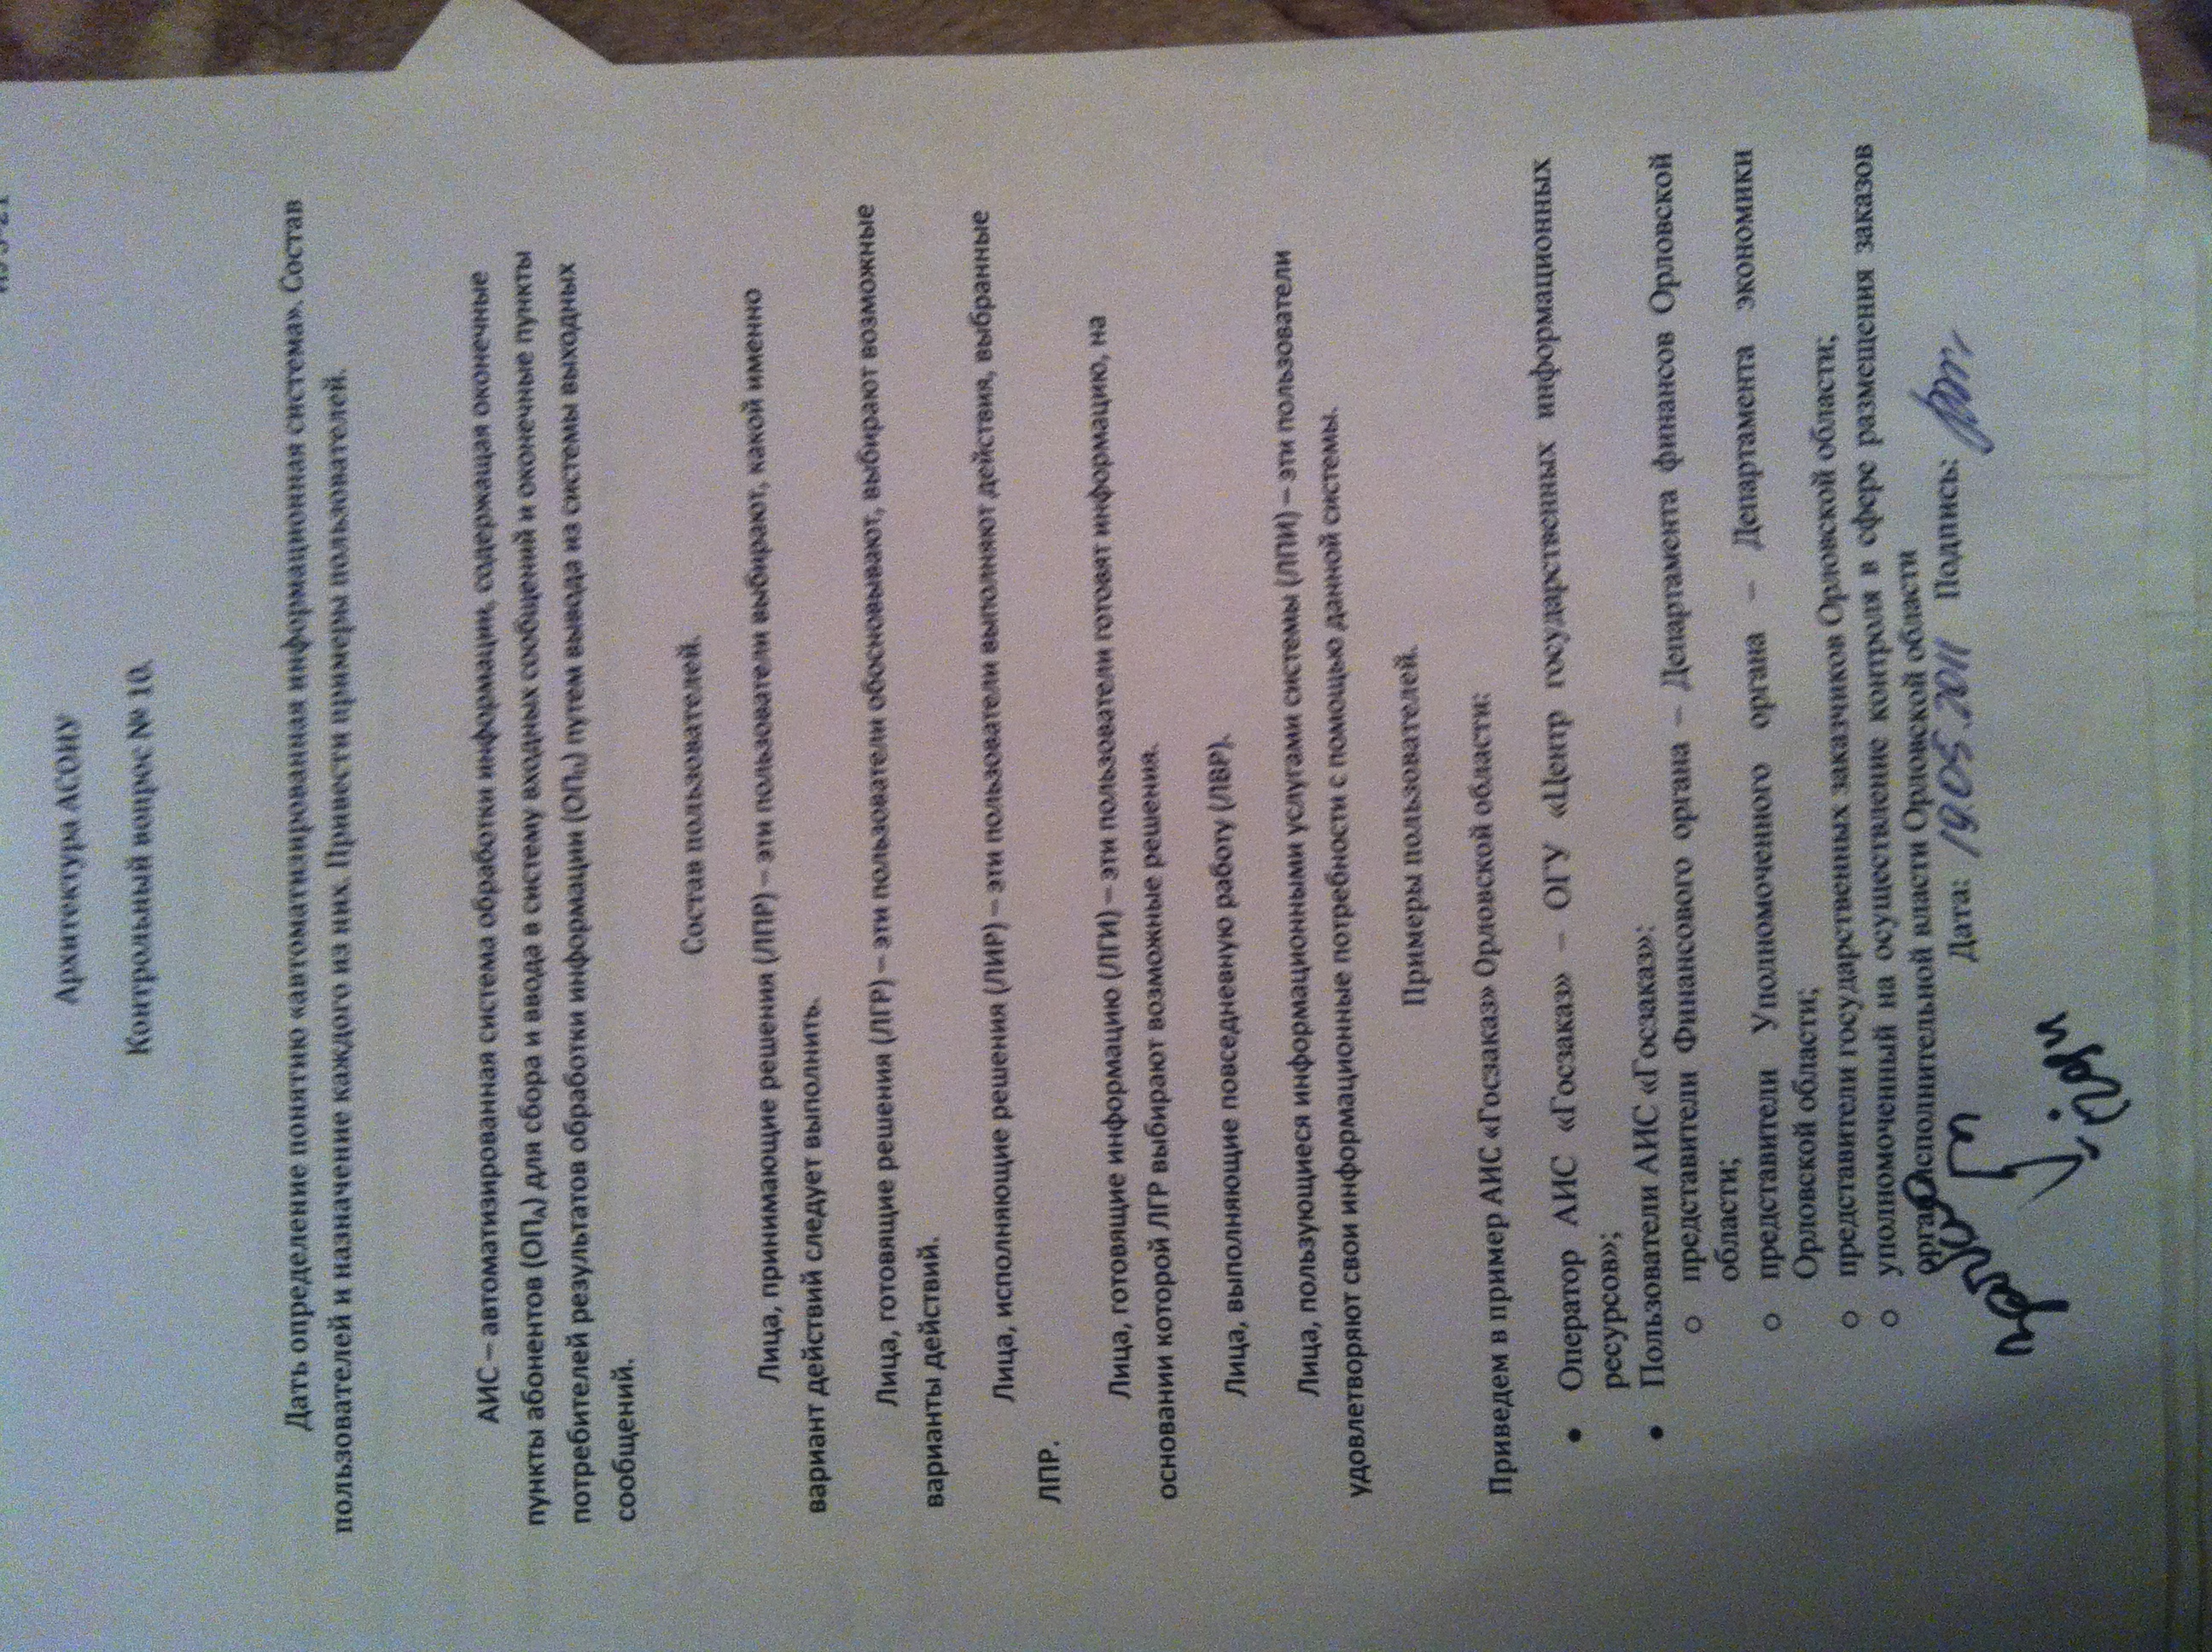 ИУ5-21
Архитектура АСОИУ
Контрольный вопрос № 10.
Дать определение понятию «автоматизированная информационная система». Состав
пользователей и назначение каждого из них. Привести примеры пользователей.
АИС – автоматизированная система обработки информации, содержащая оконечные
пункты абонентов (ОПА) для сбора и ввода в систему входных сообщений и оконечные пункты
потребителей результатов обработки информации (ОПп) путем вывода из системы выходных
сообщений.
Состав пользователей.
Лица, принимающие решения (ЛПР) – эти пользователи выбирают, какой именно
вариант действий следует выполнить.
Лица, готовящие решения (ЛГР) – эти пользователи обосновывают, выбирают возможные
варианты действий.
Лица, исполняющие решения (ЛИР) – эти пользователи выполняют действия, выбранные
ЛПР.
Лица, готовящие информацию (ЛГИ) – эти пользователи готовят информацию, на
основании которой ЛГР выбирают возможные решения.
Лица, выполняющие повседневную работу (ЛВР).
Лица, пользующиеся информационными услугами системы (ЛПИ) – эти пользователи
удовлетворяют свои информационные потребности с помощью данной системы.
Примеры пользователей.
Приведем в пример АИС «Госзаказ» Орловской области:
• Оператор АИС «Госзаказ» – ОГУ «Центр государственных информационных
ресурсов»;
• Пользователи АИС «Госзаказ»:
o представители Финансового органа – Департамента финансов Орловской
области;
o представители Уполномоченного органа – Департамента экономики
Орловской области;
o представители государственных заказчиков Орловской области;
o уполномоченный на осуществление контроля в сфере размещения заказов
орган исполнительной власти Орловской области
Дата: 19.05.2011 Подпись: